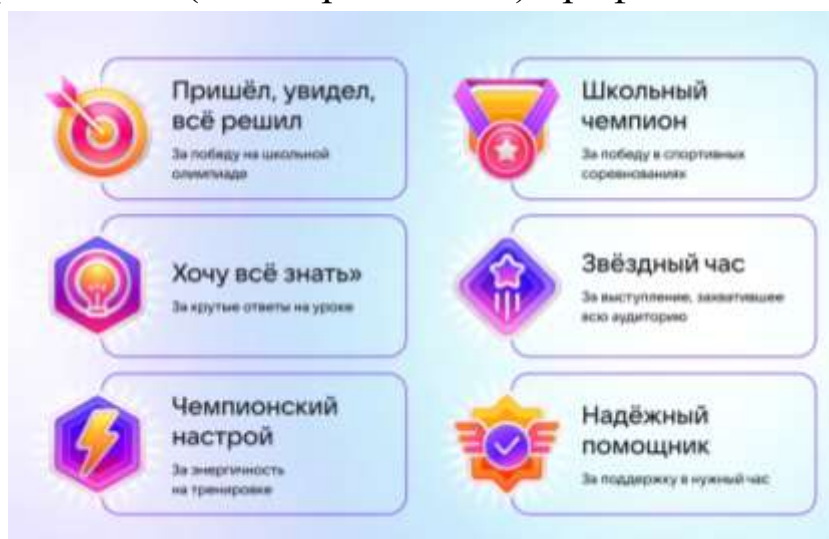 Пришёл, увидел,
всё решил
За победу на школьной
олимпиаде
Школьный
чемпион
За победу в спортивных
соревнованиях
Хочу всё знать»
За крутые ответы на уроке
Звёздный час
За выступление, захватившее
всю аудиторию
Чемпионский
настрой
За энергичность
на тренировке
Надёжный
помощник
За поддержку в нужный час